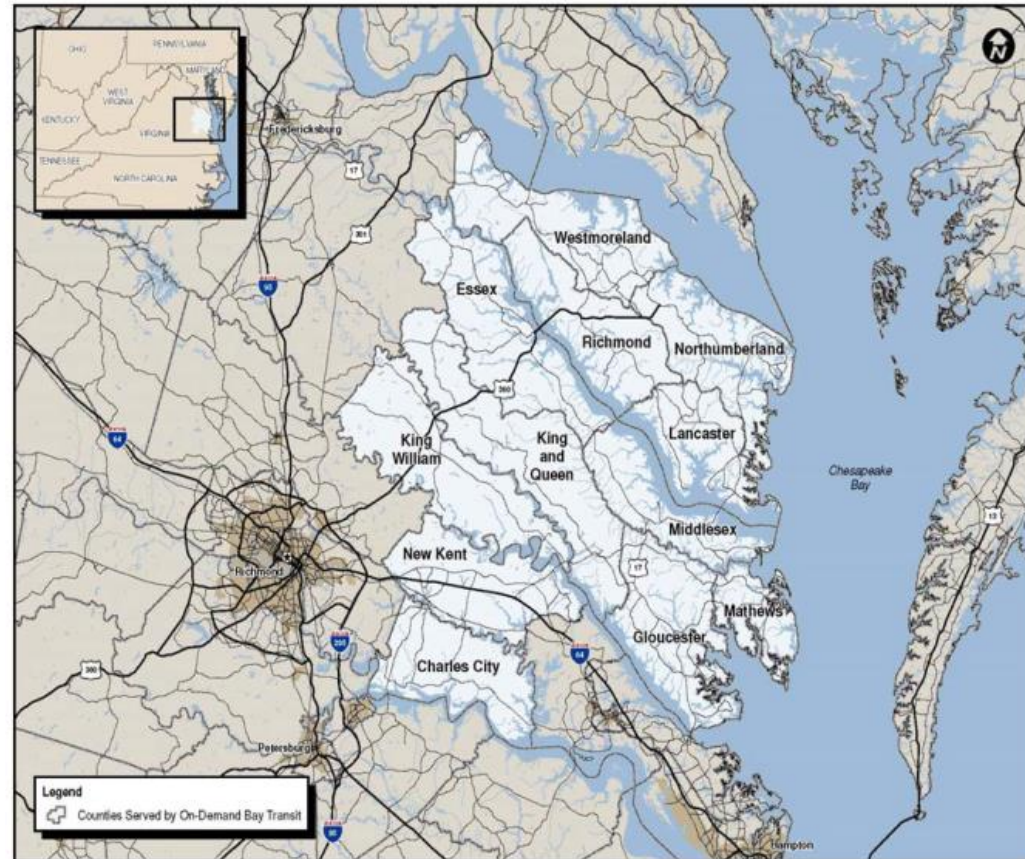 OHIO
PENNSYLVANIA
MARYLAND
WEST
VIRGINIA
KENTUCKY
VIRGINIA
TENNESSEE
NORTH CAROLINA
N
Fredericksburg
17
301
95
Westmoreland
Essex
Richmond
Northumberland
360
64
King
William
King
and
Queen
Lancaster
Chesapeake
Bay
13
Middlesex
New Kent
17
Richmond
Mathews
Gloucester
295
64
Charles City
360
Petersburg
Legend
Counties Served by On-Demand Bay Transit
95
Hampton